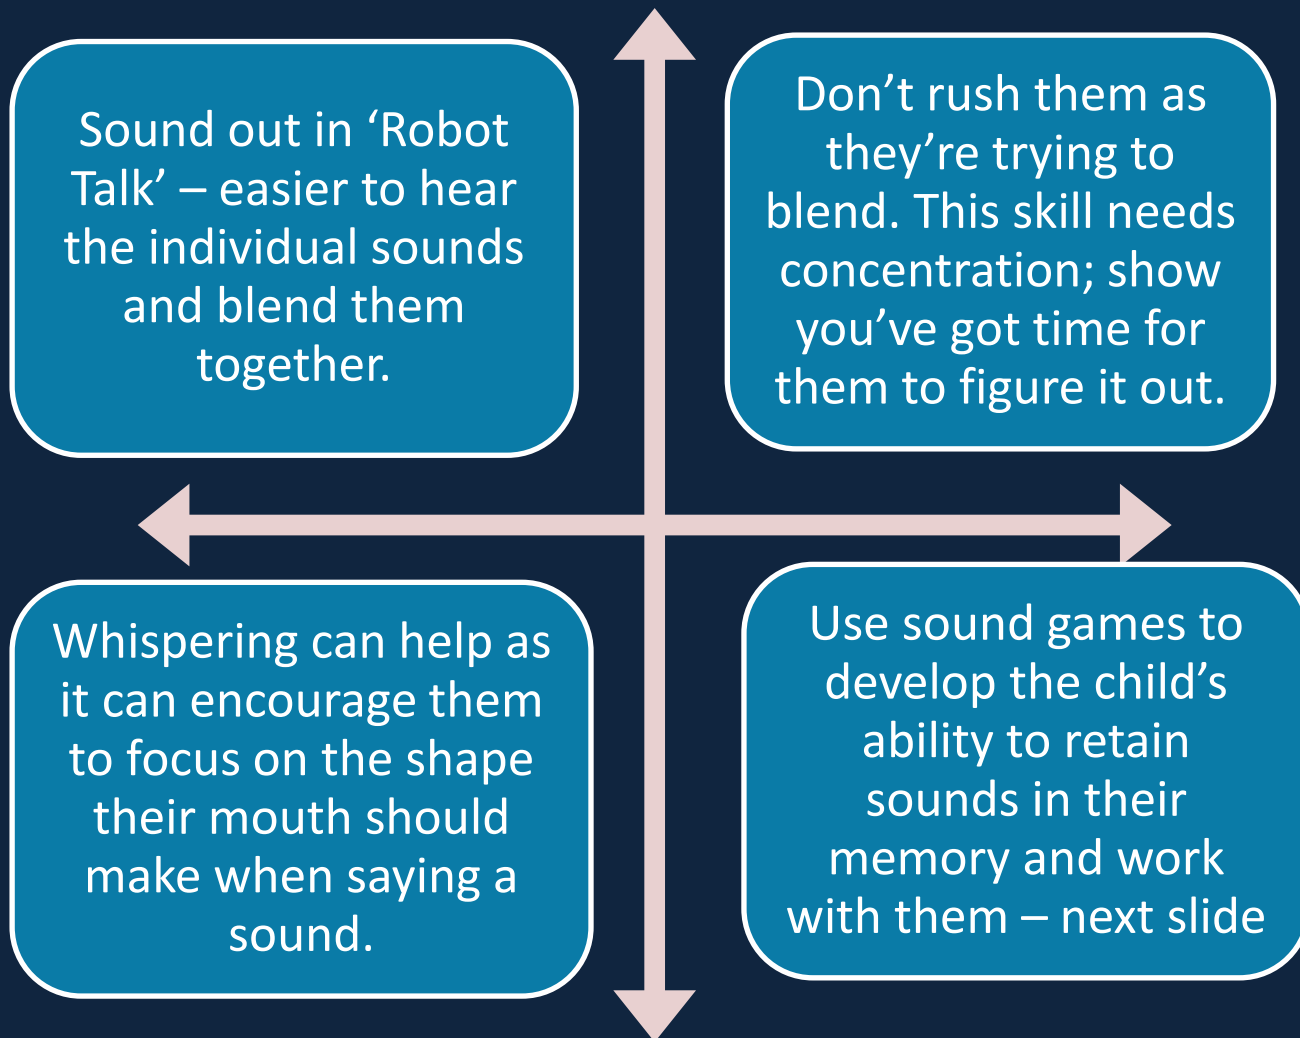 Sound out in ‘Robot
Talk’ – easier to hear
the individual sounds
and blend them
together.
Don’t rush them as
they’re trying to
blend. This skill needs
concentration; show
you’ve got time for
them to figure it out.
Whispering can help as
it can encourage them
to focus on the shape
their mouth should
make when saying a
sound.
Use sound games to
develop the child’s
ability to retain
sounds in their
memory and work
with them – next slide